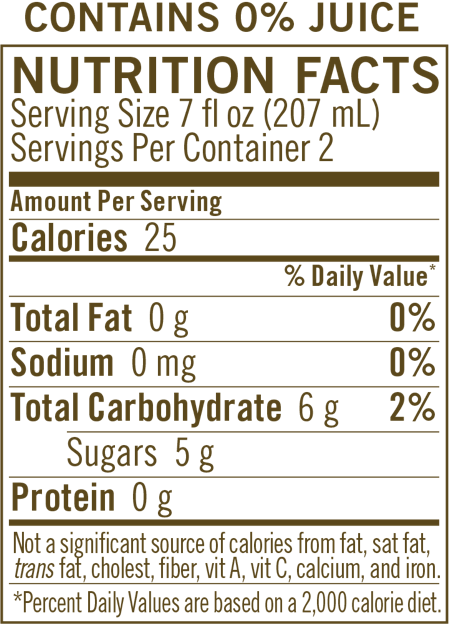 CONTAINS 0% JUICE
NUTRITION FACTS
Serving Size 7 fl oz (207 mL)
Servings Per Container 2
Amount Per Serving
Calories 25
% Daily Value*
Total Fat 0 g 0%
Sodium 0 mg 0%
Total Carbohydrate 6 g 2%
Sugars 5 g
Protein 0 g
Not a significant source of calories from fat, sat fat,
trans fat, cholest, fiber, vit A, vit C, calcium, and iron.
*Percent Daily Values are based on a 2,000 calorie diet.